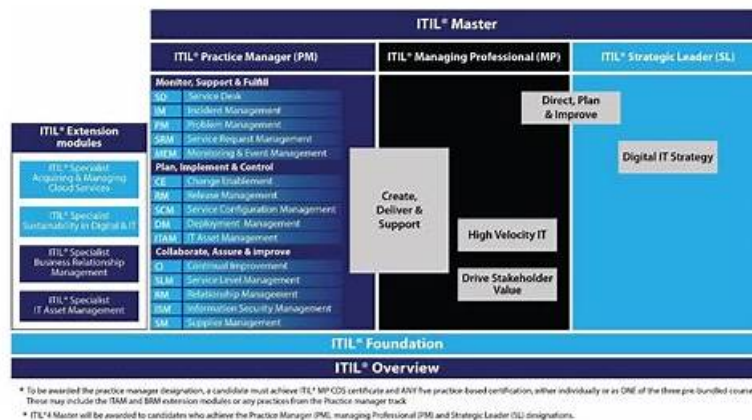 ITIL® Master
ITIL® Practice Manager (PM)
ITIL® Managing Professional (MP)
ITIL® Strategic Leader (SL)
Monitor, Support & Fulfill
SD Service Desk
IM Incident Management
PM Problem Management
SRM Service Request Management
MEM Monitoring & Event Management
Plan, Implement & Control
CE Change Enablement
RM Release Management
SCM Service Configuration Management
DM Deployment Management
ITAM IT Asset Management
Collaborate, Assure & improve
CI Continual Improvement
SLM Service Level Management
RM Relationship Management
ISM Information Security Management
SM Supplier Management
ITIL® Extension
modules
ITIL® Specialist
Acquiring & Managing
Cloud Services
ITIL® Specialist
Sustainability in Digital & IT
ITIL® Specialist
Business Relationship
Management
ITIL® Specialist
IT Asset Management
Create,
Deliver &
Support
Direct, Plan
& Improve
High Velocity IT
Drive Stakeholder
Value
Digital IT Strategy
ITIL® Foundation
ITIL® Overview
* To be awarded the practice manager designation, a candidate must achieve ITIL® MP CDS certificate and ANY five practice-based certification, either individually or as ONE of the three pre-bundled
These may include the ITAM and BRM extension modules or any practices from the Practice manager track
* ITIL®4 Master will be awarded to candidates who achieve the Practice Manager (PM), managing Professional (PM) and Strategic Leader (SL) designations.